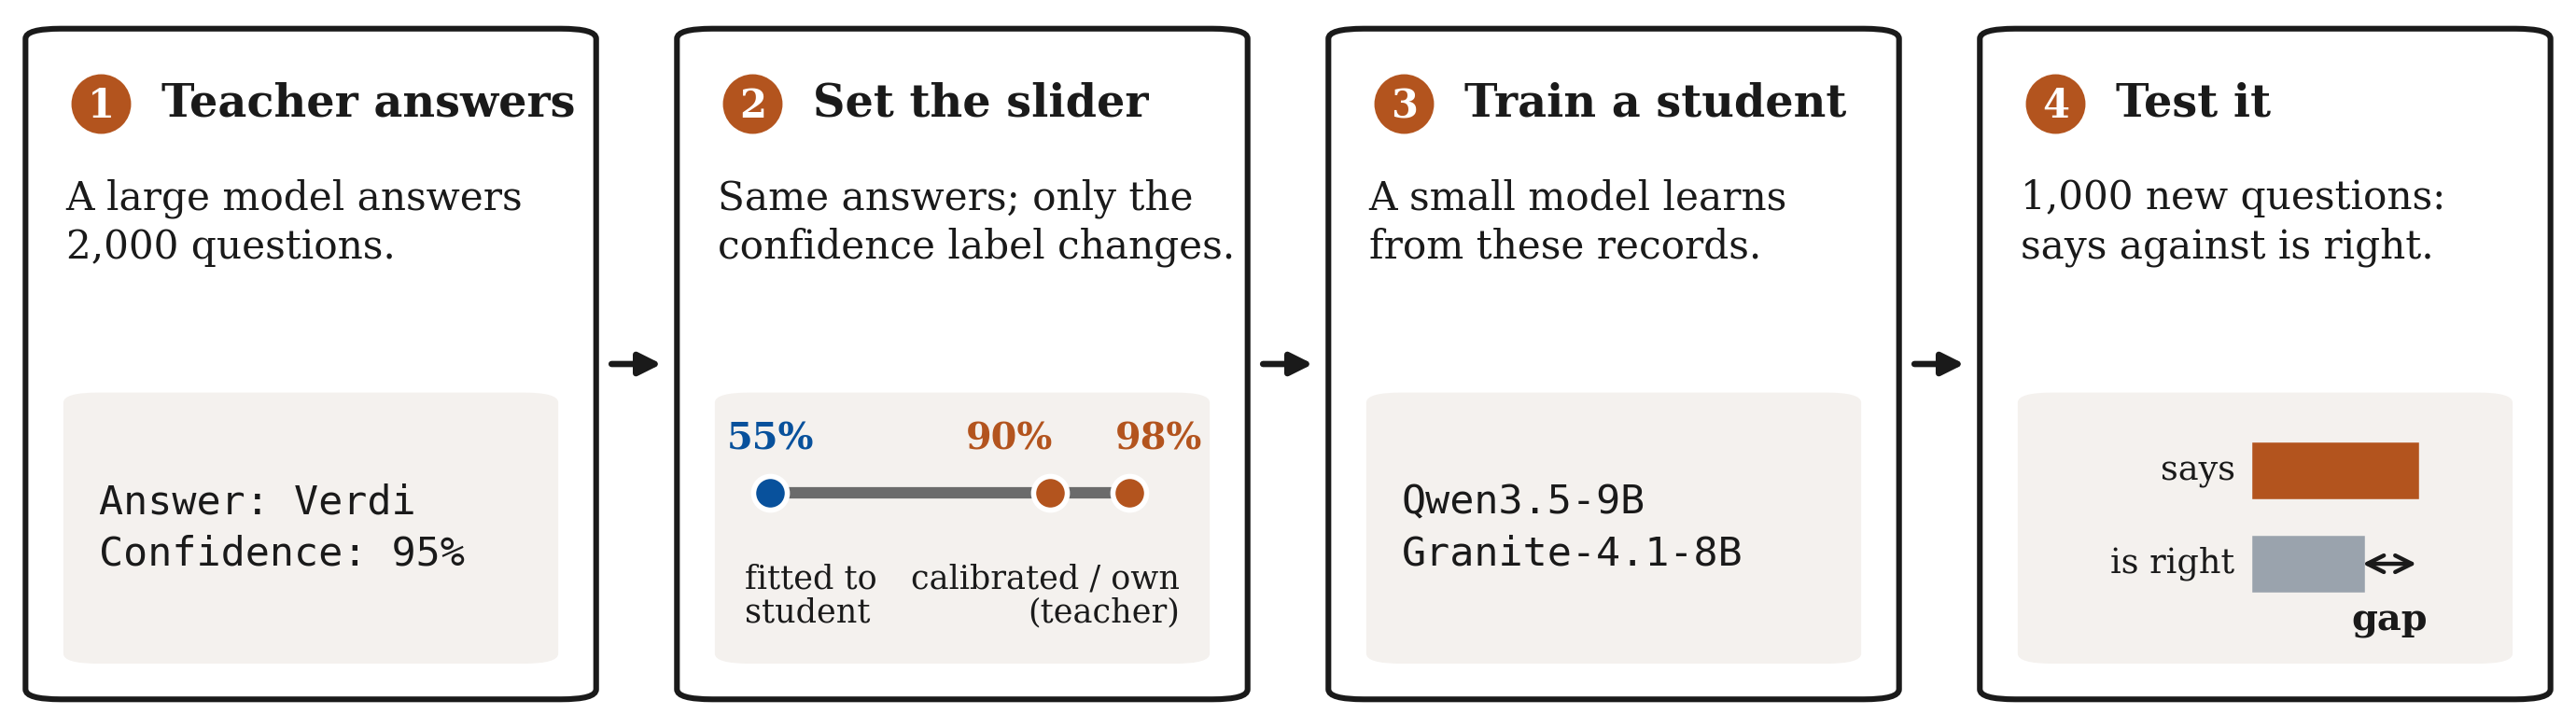 1 Teacher answers
A large model answers
2,000 questions.
Answer: Verdi
Confidence: 95%
2 Set the slider
Same answers; only the
confidence label changes.
55% 90% 98%
fitted to
student
calibrated / own
(teacher)
3 Train a student
A small model learns
from these records.
Qwen3.5-9B
Granite-4.1-8B
4 Test it
1,000 new questions:
says against is right.
says
is right
gap